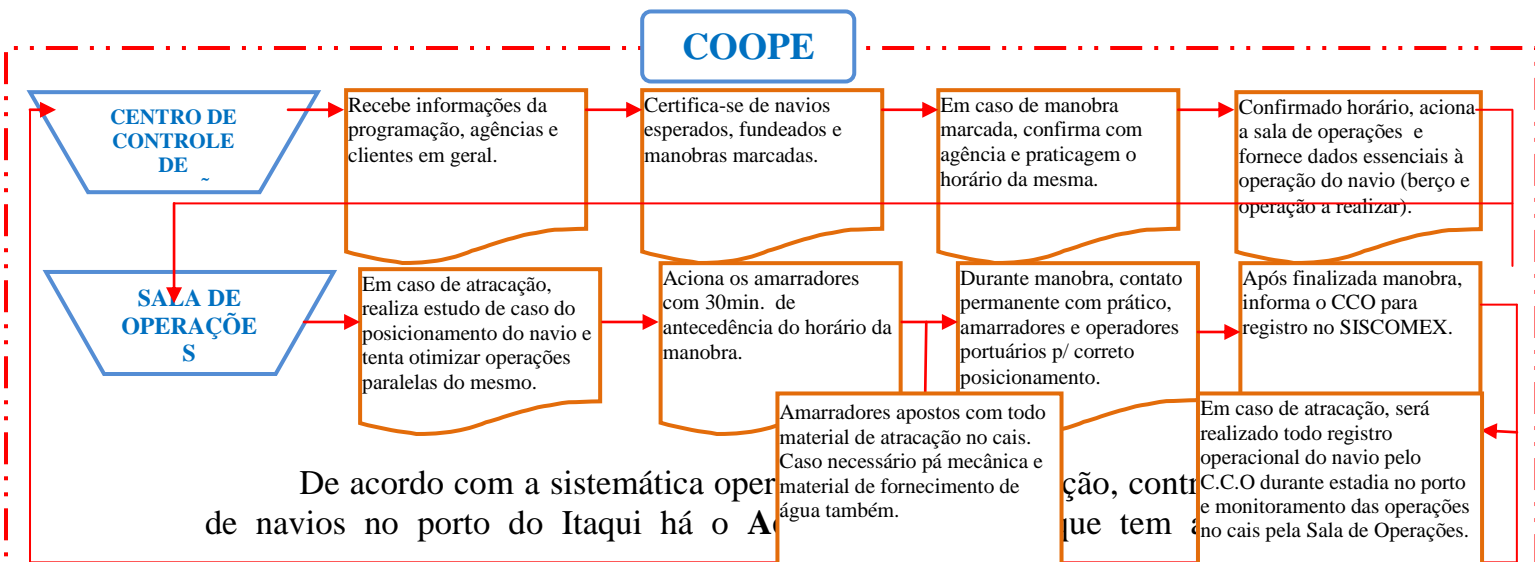 COOPE
CENTRO DE
CONTROLE
DE
Recebe informações da
programação, agências e
clientes em geral.
Certifica-se de navios
esperados, fundeados e
manobras marcadas.
Em caso de manobra
marcada, confirma com
agência e praticagem o
horário da mesma.
Confirmado horário, aciona
a sala de operações e
fornece dados essenciais à
operação do navio (berço e
operação a realizar).
SALA DE
OPERAÇÕE
S
Em caso de atracação,
realiza estudo de caso do
posicionamento do navio e
tenta otimizar operações
paralelas do mesmo.
Aciona os amarradores
com 30min. de
antecedência do horário da
manobra.
Durante manobra, contato
permanente com prático,
amarradores e operadores
portuários p/ correto
posicionamento.
Após finalizada manobra,
informa o CCO para
registro no SISCOMEX.
Amarradores apostos com todo
material de atracação no cais.
Caso necessário pá mecânica e
material de fornecimento de
água também.
Em caso de atracação, será
realizado todo registro
operacional do navio pelo
C.C.O durante estadia no porto
e monitoramento das operações
no cais pela Sala de Operações.
De acordo com a sistemática oper ção, contr
de navios no porto do Itaqui há o que tem